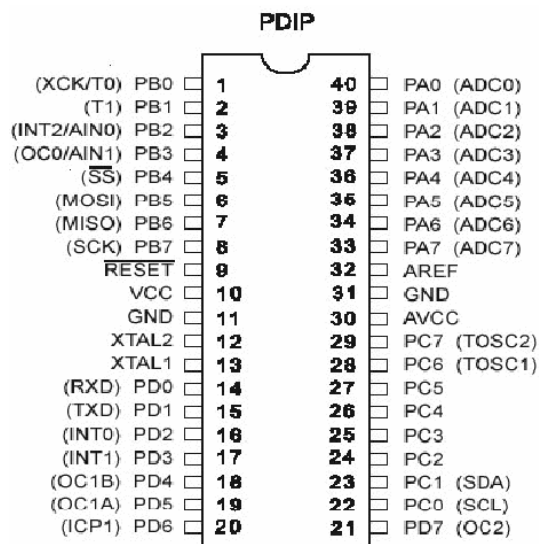 PDIP
(XCK/T0) PB0 1 40 PA0 (ADC0)
(T1) PB1 2 39 PA1 (ADC1)
(INT2/AIN0) PB2 3 38 PA2 (ADC2)
(OC0/AIN1) PB3 4 37 PA3 (ADC3)
(SS) PB4 5 36 PA4 (ADC4)
(MOSI) PB5 6 35 PA5 (ADC5)
(MISO) PB6 7 34 PA6 (ADC6)
(SCK) PB7 8 33 PA7 (ADC7)
RESET 9 32 AREF
VCC 10 31 GND
GND 11 30 AVCC
XTAL2 12 29 PC7 (TOSC2)
XTAL1 13 28 PC6 (TOSC1)
(RXD) PD0 14 27 PC5
(TXD) PD1 15 26 PC4
(INT0) PD2 16 25 PC3
(INT1) PD3 17 24 PC2
(OC1B) PD4 18 23 PC1 (SDA)
(OC1A) PD5 19 22 PC0 (SCL)
(ICP1) PD6 20 21 PD7 (OC2)